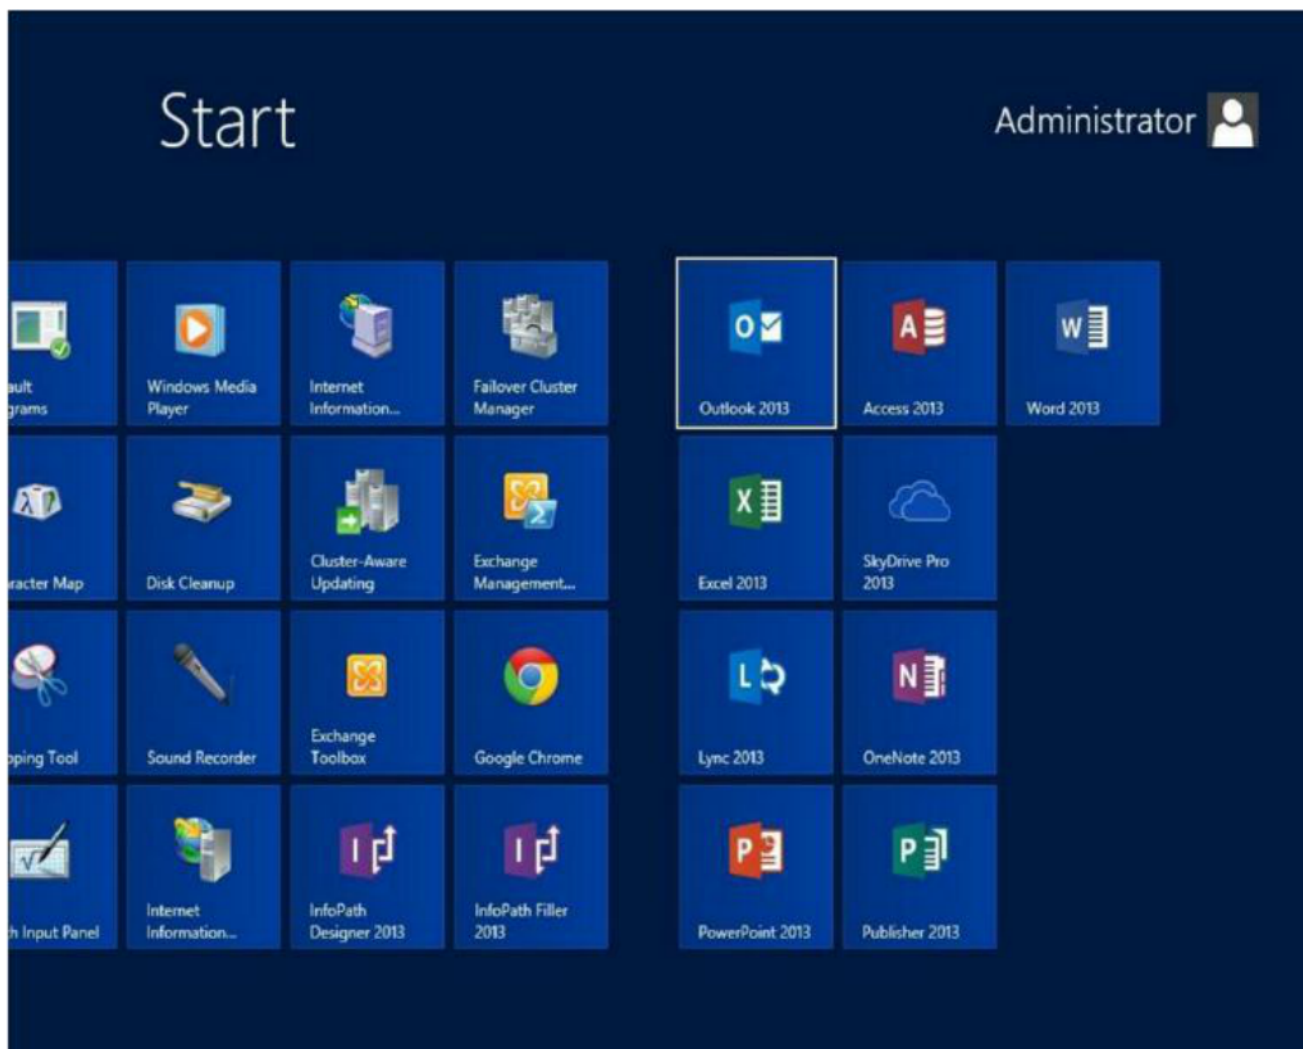 Start
Administrator
ault
grams
Windows Media
Player
Internet
Information...
Failover Cluster
Manager
Outlook 2013
Access 2013
Word 2013
racter Map
Disk Cleanup
Cluster-Aware
Updating
Exchange
Management...
Excel 2013
SkyDrive Pro
2013
pping Tool
Sound Recorder
Exchange
Toolbox
Google Chrome
Lync 2013
OneNote 2013
h Input Panel
Internet
Information...
InfoPath
Designer 2013
InfoPath Filler
2013
PowerPoint 2013
Publisher 2013